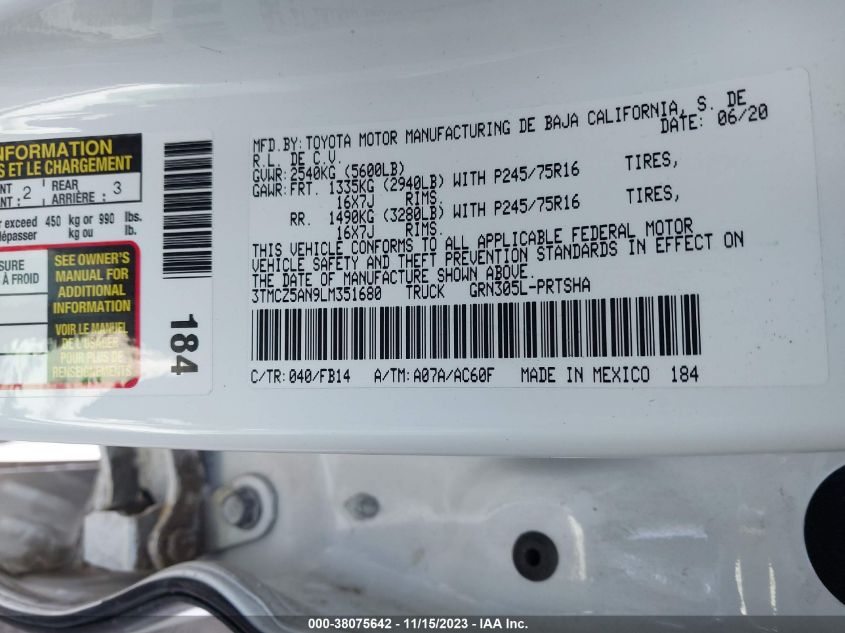 NFORMATION
S ET LE CHARGEMENT
NT : 2 REAR ARRIÈRE : 3
r exceed 450 kg or 990 lbs.
dépasser kg ou lb.
SURE
À FROID
SEE OWNER'S
MANUAL FOR
ADDITIONAL
INFORMATION
VOIR LE MANUEL
DE L'USAGER
POUR PLUS DE
RENSEIGNEMENTS
184
MFD.BY:TOYOTA MOTOR MANUFACTURING DE BAJA CALIFORNIA, S. DE
R.L. DE C.V. DATE: 06/20
GVWR:2540KG (5600LB)
GAWR:FRT. 1335KG (2940LB) WITH P245/75R16 TIRES,
16X7J RIMS.
RR. 1490KG (3280LB) WITH P245/75R16 TIRES,
16X7J RIMS.
THIS VEHICLE CONFORMS TO ALL APPLICABLE FEDERAL MOTOR
VEHICLE SAFETY AND THEFT PREVENTION STANDARDS IN EFFECT ON
THE DATE OF MANUFACTURE SHOWN ABOVE.
3TMCZ5AN9LM351680 TRUCK GRN305L-PRTSHA
C/TR:040/FB14 A/TM:A07A/AC60F MADE IN MEXICO 184
000-38075642 - 11/15/2023 - IAA Inc.